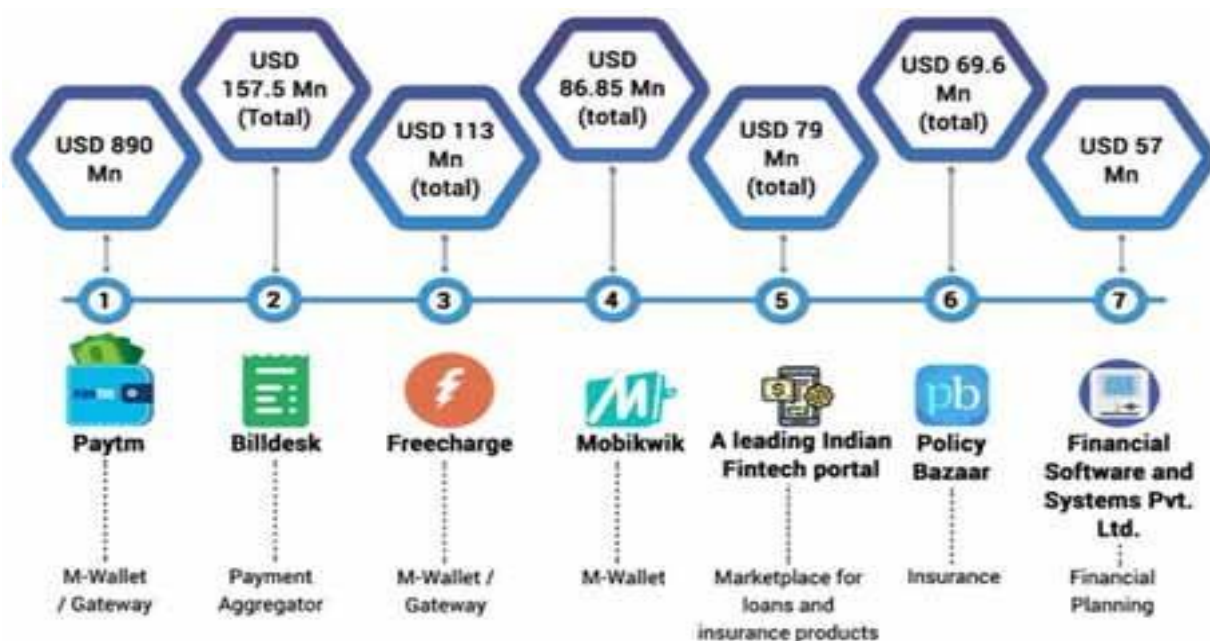 USD 890
Mn
USD
157.5 Mn
(Total)
USD 113
Mn
(total)
USD
86.85 Mn
(total)
USD 79
Mn
(total)
USD 69.6
Mn
(total)
USD 57
Mn
1
2
3
4
5
6
7
pb
Paytm
Billdesk
Freecharge
Mobikwik
A leading Indian
Fintech portal
Policy
Bazaar
Financial
Software and
Systems Pvt.
Ltd.
M-Wallet
/ Gateway
Payment
Aggregator
M-Wallet /
Gateway
M-Wallet
Marketplace for
loans and
insurance products
Insurance
Financial
Planning